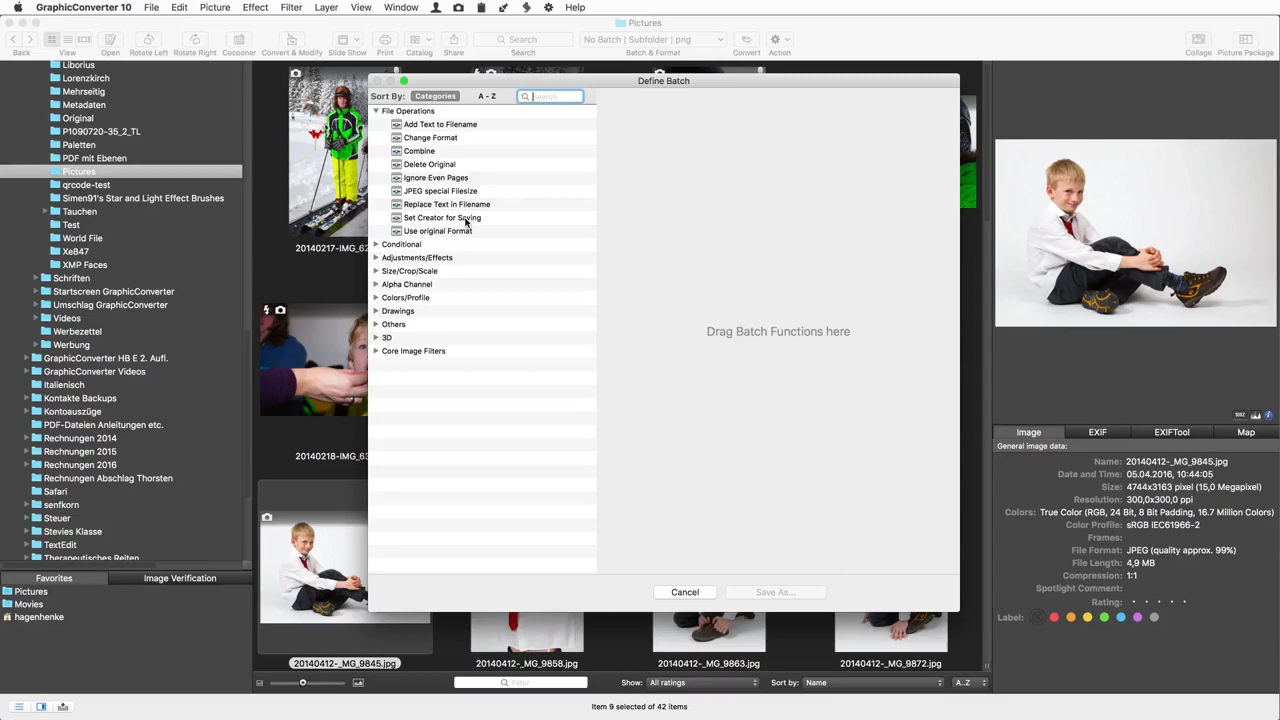 GraphicConverter 10 File Edit Picture Effect Filter Layer View Window Help
Pictures
Back View Open Rotate Left Rotate Right Cocooner Convert & Modify Slide Show Print Catalog Share
Search
Search
No Batch | Subfolder | png
Batch & Format
Convert Action Collage Picture Package
Liborius
Lorenzkirch
Mehrseitig
Metadaten
Original
P1090720-35_2_TL
Paletten
PDF mit Ebenen
Pictures
qrcode-test
Simen91's Star and Light Effect Brushes
Tauchen
Test
World File
Xe847
XMP Faces
Schriften
Startscreen GraphicConverter
Umschlag GraphicConverter
Videos
Werbezettel
Werbung
GraphicConverter HB E 2. Aufl.
GraphicConverter Videos
Italienisch
Kontakte Backups
Kontoauszüge
PDF-Dateien Anleitungen etc.
Rechnungen 2014
Rechnungen 2015
Rechnungen 2016
Rechnungen Abschlag Thorsten
Safari
senfkorn
Steuer
Stevies Klasse
TextEdit
Therapeutisches Reiten
Favorites Image Verification
Pictures
Movies
hagenhenke
20140217-IMG_62
20140218-IMG_63
20140412-_MG_9845.jpg
20140412-_MG_9858.jpg
20140412-_MG_9863.jpg
20140412-_MG_9872.jpg
Define Batch
Sort By: Categories A - Z Search
File Operations
Add Text to Filename
Change Format
Combine
Delete Original
Ignore Even Pages
JPEG special Filesize
Replace Text in Filename
Set Creator for Saving
Use original Format
Conditional
Adjustments/Effects
Size/Crop/Scale
Alpha Channel
Colors/Profile
Drawings
Others
3D
Core Image Filters
Drag Batch Functions here
Cancel Save As...
Image EXIF EXIFTool Map
General image data:
Name: 20140412-_MG_9845.jpg
Date and Time: 05.04.2016, 10:44:05
Size: 4744x3163 pixel (15,0 Megapixel)
Resolution: 300,0x300,0 ppi
Colors: True Color (RGB, 24 Bit, 8 Bit Padding, 16.7 Million Colors)
Color Profile: sRGB IEC61966-2
Frames:
File Format: JPEG (quality approx. 99%)
File Length: 4,9 MB
Compression: 1:1
Spotlight Comment:
Rating:
Label:
Filter Show: All ratings Sort by: Name A..Z
Item 9 selected of 42 items